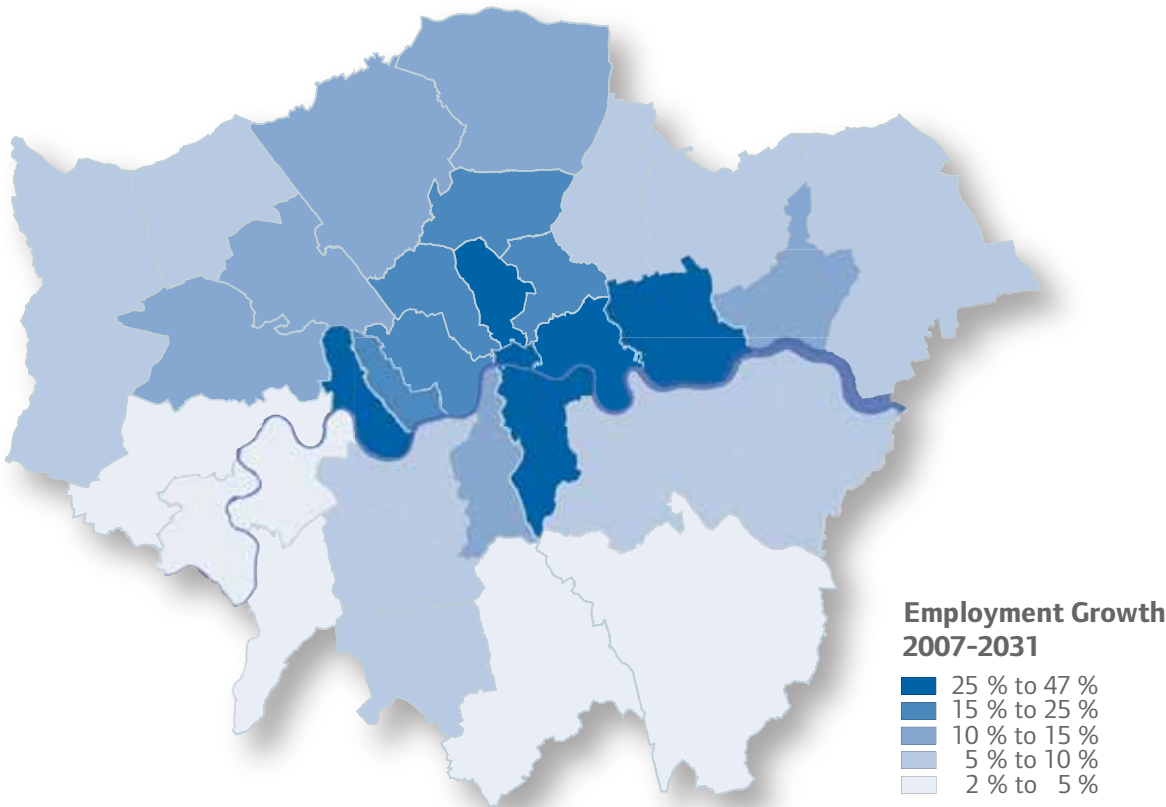 Employment Growth
2007-2031
25 % to 47 %
15 % to 25 %
10 % to 15 %
5 % to 10 %
2 % to 5 %